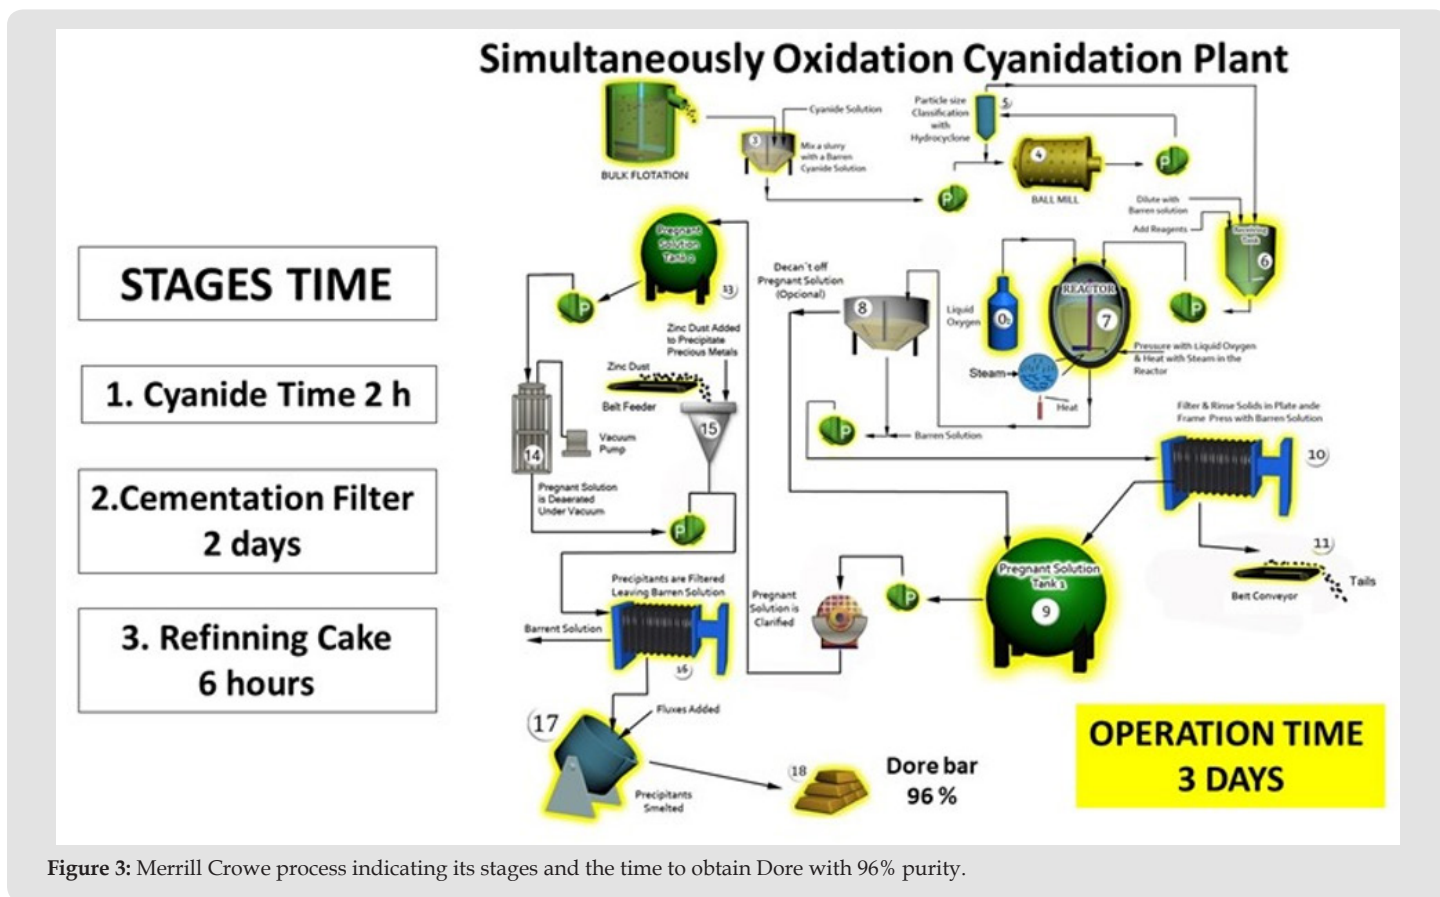 Simultaneously Oxidation Cyanidation Plant
BULK FLOTATION
Cyanide Solution
3
Mix a slurry
with a Barren
Cyanide Solution
P
Particle size
Classification
with
Hydrocyclone
5
4
BALL MILL
P
Dilute with
Barren solution
Add Reagents
Receiving
Tank
6
P
REACTOR
7
Liquid
Oxygen
O₂
Steam
Heat
Pressure with Liquid Oxygen
& Heat with Steam in the
Reactor
Decan´t off
Pregnant Solution
(Opcional)
8
P
Barren Solution
Filter & Rinse Solids in Plate ande
Frame Press with Barren Solution
10
11
Belt Conveyor
Tails
Pregnant Solution
Tank 1
9
P
Pregnant
Solution is
Clarified
Pregnant
Solution
Tank 2
13
P
Zinc Dust Added
to Precipitate
Precious Metals
Zinc Dust
Belt Feeder
15
14
Vacuum
Pump
Pregnant Solution
is Deaerated
Under Vacuum
P
Precipitants are Filtered
Leaving Barren Solution
Barrent Solution
16
17
Fluxes Added
Precipitants
Smelted
18
Dore bar
96 %
STAGES TIME
1. Cyanide Time 2 h
2.Cementation Filter
2 days
3. Refinning Cake
6 hours
OPERATION TIME
3 DAYS
Figure 3: Merrill Crowe process indicating its stages and the time to obtain Dore with 96% purity.